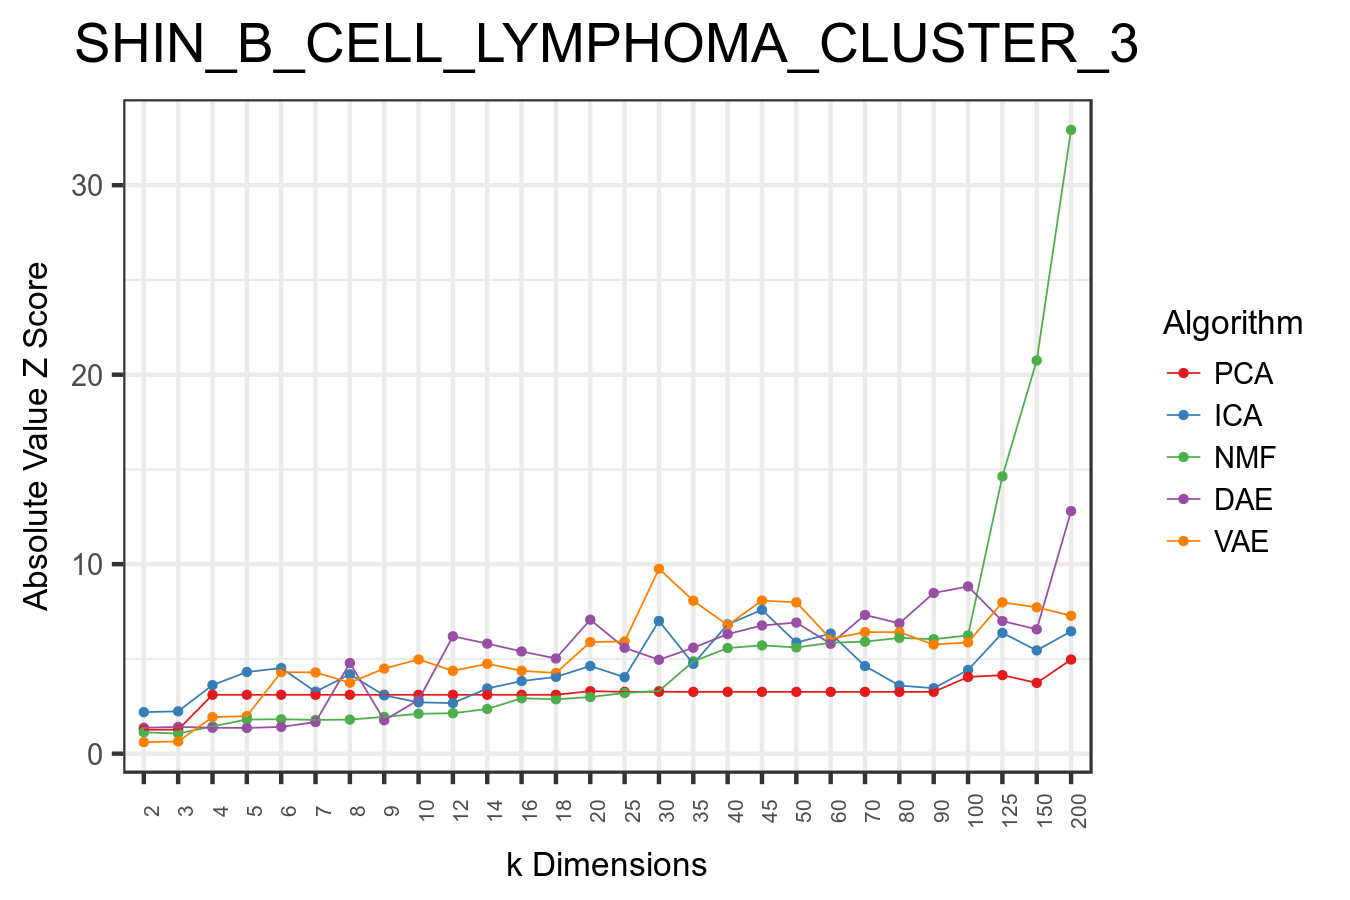 SHIN_B_CELL_LYMPHOMA_CLUSTER_3
Absolute Value Z Score
30
20
10
0
2 3 4 5 6 7 8 9 10 12 14 16 18 20 25 30 35 40 45 50 60 70 80 90 100 125 150 200
k Dimensions
Algorithm
PCA
ICA
NMF
DAE
VAE